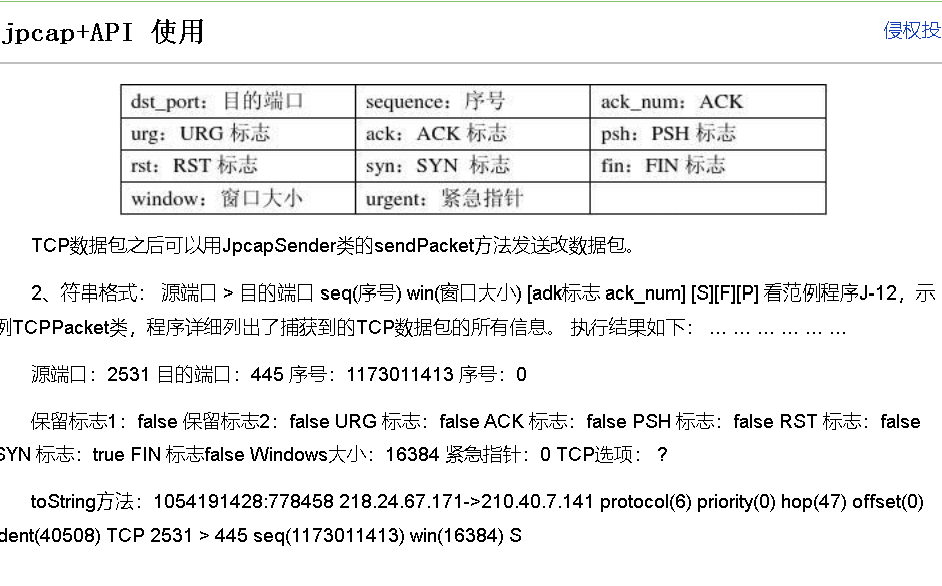 jpcap+API 使用
侵权投
dst_port：目的端口 sequence：序号 ack_num：ACK
urg：URG 标志 ack：ACK 标志 psh：PSH 标志
rst：RST 标志 syn：SYN 标志 fin：FIN 标志
window：窗口大小 urgent：紧急指针
TCP数据包之后可以用JpcapSender类的sendPacket方法发送改数据包。
2、符串格式： 源端口 > 目的端口 seq(序号) win(窗口大小) [adk标志 ack_num] [S][F][P] 看范例程序J-12，示
例TCPPacket类，程序详细列出了捕获到的TCP数据包的所有信息。 执行结果如下： … … … … … …
源端口：2531 目的端口：445 序号：1173011413 序号：0
保留标志1：false 保留标志2：false URG 标志：false ACK 标志：false PSH 标志：false RST 标志：false
SYN 标志：true FIN 标志false Windows大小：16384 紧急指针：0 TCP选项： ?
toString方法：1054191428:778458 218.24.67.171->210.40.7.141 protocol(6) priority(0) hop(47) offset(0)
dent(40508) TCP 2531 > 445 seq(1173011413) win(16384) S